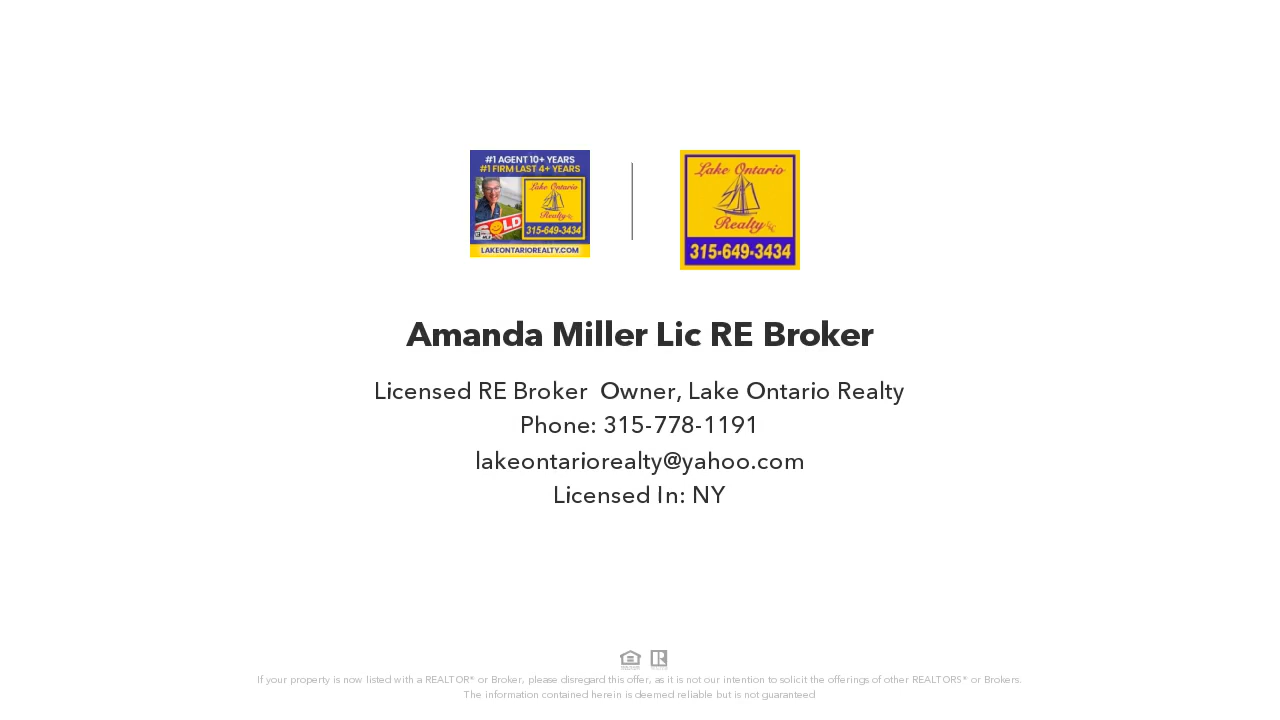 #1 AGENT 10+ YEARS
#1 FIRM LAST 4+ YEARS
Lake Ontario
Realty
SOLD
315-649-3434
LAKEONTARIOREALTY.COM
Lake Ontario
Realty
315-649-3434
Amanda Miller Lic RE Broker
Licensed RE Broker  Owner, Lake Ontario Realty
Phone: 315-778-1191
lakeontariorealty@yahoo.com
Licensed In: NY
If your property is now listed with a REALTOR® or Broker, please disregard this offer, as it is not our intention to solicit the offerings of other REALTORS® or Brokers.
The information contained herein is deemed reliable but is not guaranteed